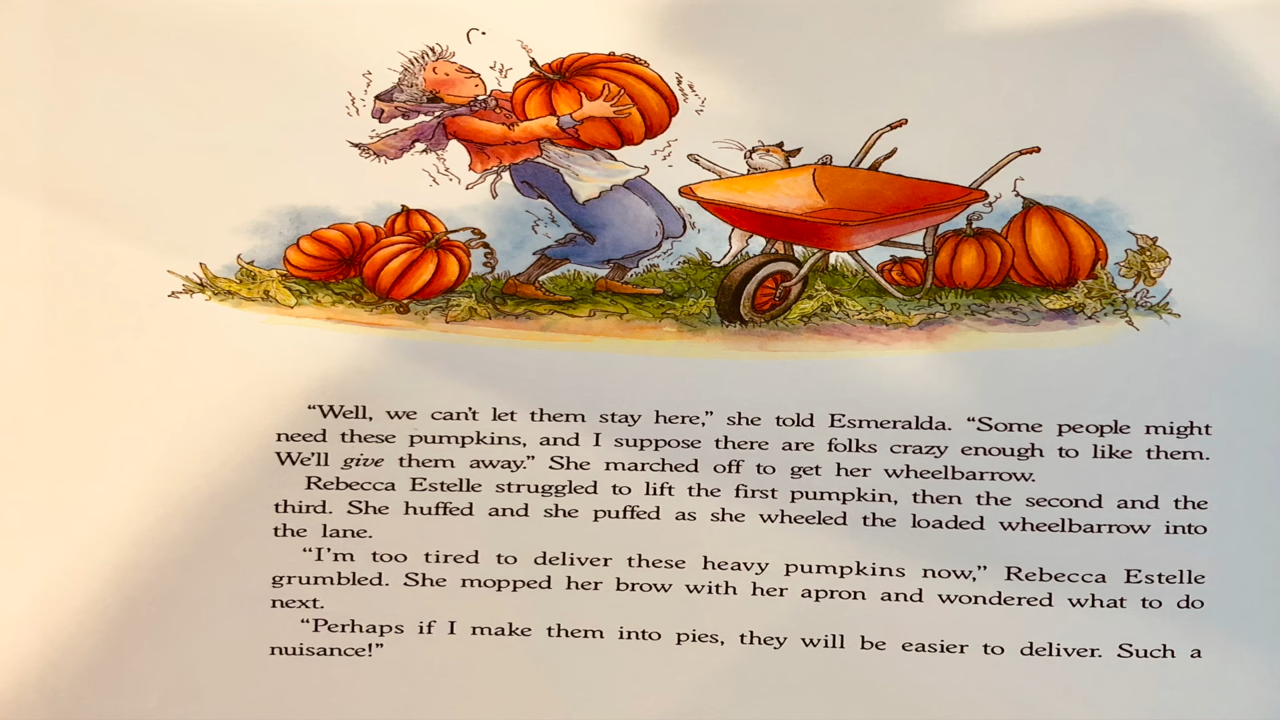 “Well, we can’t let them stay here,” she told Esmeralda. “Some people might
need these pumpkins, and I suppose there are folks crazy enough to like them.
We’ll give them away.” She marched off to get her wheelbarrow.
Rebecca Estelle struggled to lift the first pumpkin, then the second and the
third. She huffed and she puffed as she wheeled the loaded wheelbarrow into
the lane.
“I’m too tired to deliver these heavy pumpkins now,” Rebecca Estelle
grumbled. She mopped her brow with her apron and wondered what to do
next.
“Perhaps if I make them into pies, they will be easier to deliver. Such a
nuisance!”